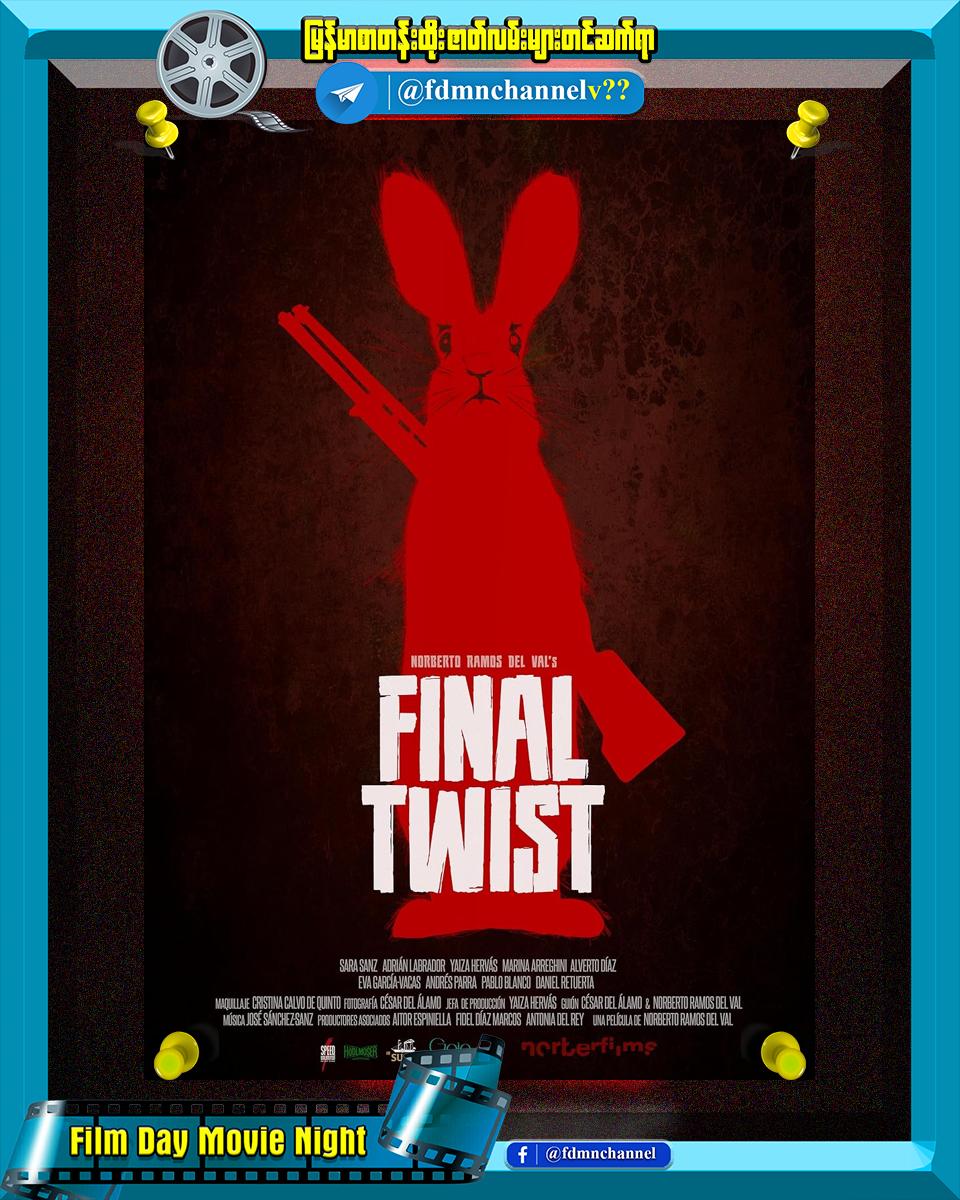 မြန်မာစာတန်းထိုးဇာတ်လမ်းများတင်ဆက်ရာ
@fdmnchannelv??
NORBERTO RAMOS DEL VAL's
FINAL
TWIST
SARA SANZ ADRIÁN LABRADOR YAIZA HERVÁS MARINA ARREGHINI ALVERTO DÍAZ
EVA GARCÍA-VACAS ANDRÉS PARRA PABLO BLANCO DANIEL RETUERTA
MAQUILLAJE CRISTINA CALVO DE QUINTO FOTOGRAFÍA CÉSAR DEL ÁLAMO JEFA DE PRODUCCIÓN YAIZA HERVÁS GUIÓN CÉSAR DEL ÁLAMO & NORBERTO RAMOS DEL VAL
MÚSICA JOSÉ SÁNCHEZ-SANZ PRODUCTORES ASOCIADOS AITOR ESPINIELLA FIDEL DÍAZ MARCOS ANTONIA DEL REY UNA PELÍCULA DE NORBERTO RAMOS DEL VAL
norberfilms
Film Day Movie Night
@fdmnchannel